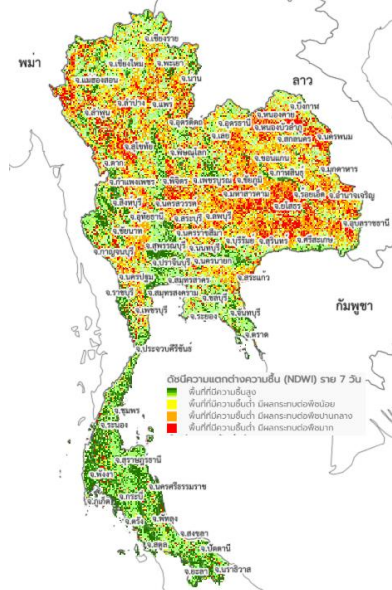 จ.เชียงราย
พม่า
จ.เชียงใหม่
จ.พะเยา
จ.แม่ฮ่องสอน
จ.น่าน
ลาว
จ.ลำปาง
จ.แพร่
จ.ลำพูน
จ.บึงกาฬ
จ.หนองคาย
จ.อุตรดิตถ์
จ.อุดรธานี
จ.เลย
จ.หนองบัวลำภู
จ.นครพนม
จ.สกลนคร
จ.สุโขทัย
จ.พิษณุโลก
จ.ตาก
จ.ขอนแก่น
จ.มุกดาหาร
จ.กาฬสินธุ์
จ.กำแพงเพชร
จ.พิจิตร
จ.เพชรบูรณ์
จ.ชัยภูมิ
จ.มหาสารคาม
จ.ร้อยเอ็ด
จ.อำนาจเจริญ
จ.สิงห์บุรี
จ.นครสวรรค์
จ.ยโสธร
จ.อุทัยธานี
จ.สระบุรี
จ.ลพบุรี
จ.อุบลราชธานี
จ.ชัยนาท
จ.นครราชสีมา
จ.บุรีรัมย์
จ.สุรินทร์
จ.ศรีสะเกษ
จ.สุพรรณบุรี
จ.นนทบุรี
จ.กาญจนบุรี
จ.ปราจีนบุรี
จ.นครนายก
จ.สระแก้ว
จ.นครปฐม
จ.สมุทรสาคร
จ.ราชบุรี
จ.สมุทรสงคราม
จ.ชลบุรี
กัมพูชา
จ.เพชรบุรี
จ.ระยอง
จ.จันทบุรี
จ.ตราด
จ.ประจวบคีรีขันธ์
ดัชนีความแตกต่างความชื้น (NDWI) ราย 7 วัน
พื้นที่ที่มีความชื้นสูง
พื้นที่ที่มีความชื้นต่ำ มีผลกระทบต่อพืชน้อย
พื้นที่ที่มีความชื้นต่ำ มีผลกระทบต่อพืชปานกลาง
พื้นที่ที่มีความชื้นต่ำ มีผลกระทบต่อพืชมาก
จ.ชุมพร
จ.ระนอง
จ.สุราษฎร์ธานี
จ.พังงา
จ.นครศรีธรรมราช
จ.กระบี่
จ.ภูเก็ต
จ.ตรัง
จ.พัทลุง
จ.สงขลา
จ.สตูล
จ.ปัตตานี
จ.ยะลา
จ.นราธิวาส